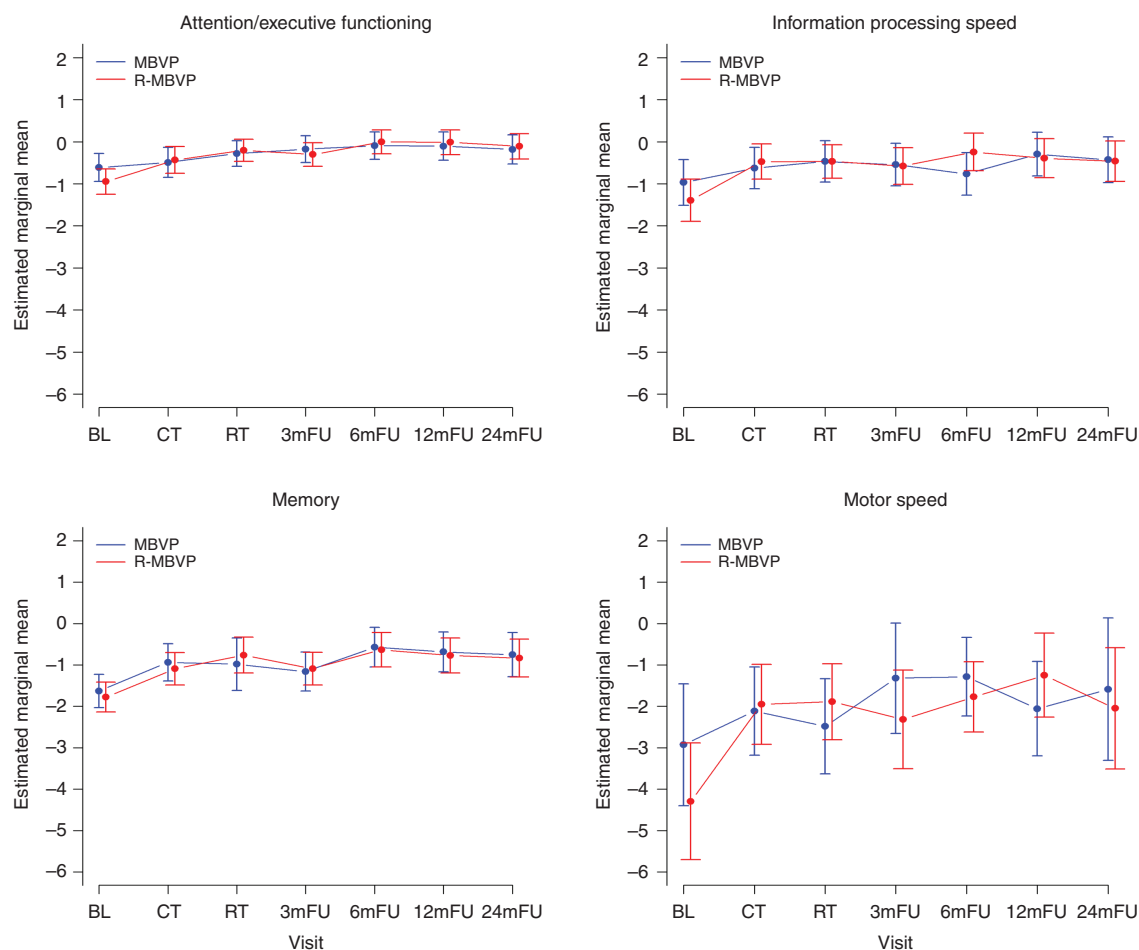 Attention/executive functioning
Estimated marginal mean
2
1
0
–1
–2
–3
–4
–5
–6
MBVP
R-MBVP
BL CT RT 3mFU 6mFU 12mFU 24mFU
Information processing speed
Estimated marginal mean
2
1
0
–1
–2
–3
–4
–5
–6
MBVP
R-MBVP
BL CT RT 3mFU 6mFU 12mFU 24mFU
Memory
Estimated marginal mean
2
1
0
–1
–2
–3
–4
–5
–6
MBVP
R-MBVP
BL CT RT 3mFU 6mFU 12mFU 24mFU
Visit
Motor speed
Estimated marginal mean
2
1
0
–1
–2
–3
–4
–5
–6
MBVP
R-MBVP
BL CT RT 3mFU 6mFU 12mFU 24mFU
Visit